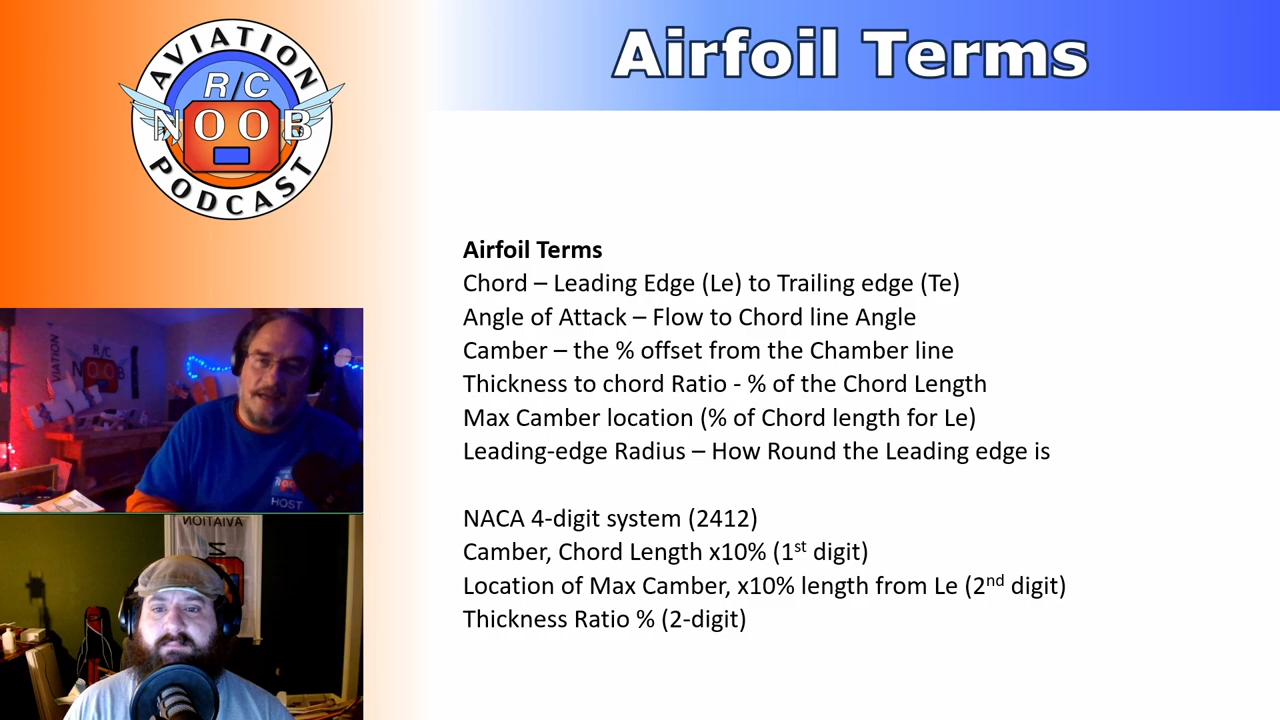 AVIATION
R/C
NOOB
PODCAST
Airfoil Terms
Airfoil Terms
Chord – Leading Edge (Le) to Trailing edge (Te)
Angle of Attack – Flow to Chord line Angle
Camber – the % offset from the Chamber line
Thickness to chord Ratio - % of the Chord Length
Max Camber location (% of Chord length for Le)
Leading-edge Radius – How Round the Leading edge is
NACA 4-digit system (2412)
Camber, Chord Length x10% (1st digit)
Location of Max Camber, x10% length from Le (2nd digit)
Thickness Ratio % (2-digit)
AVIATION
R/C
HOST
AVIATION